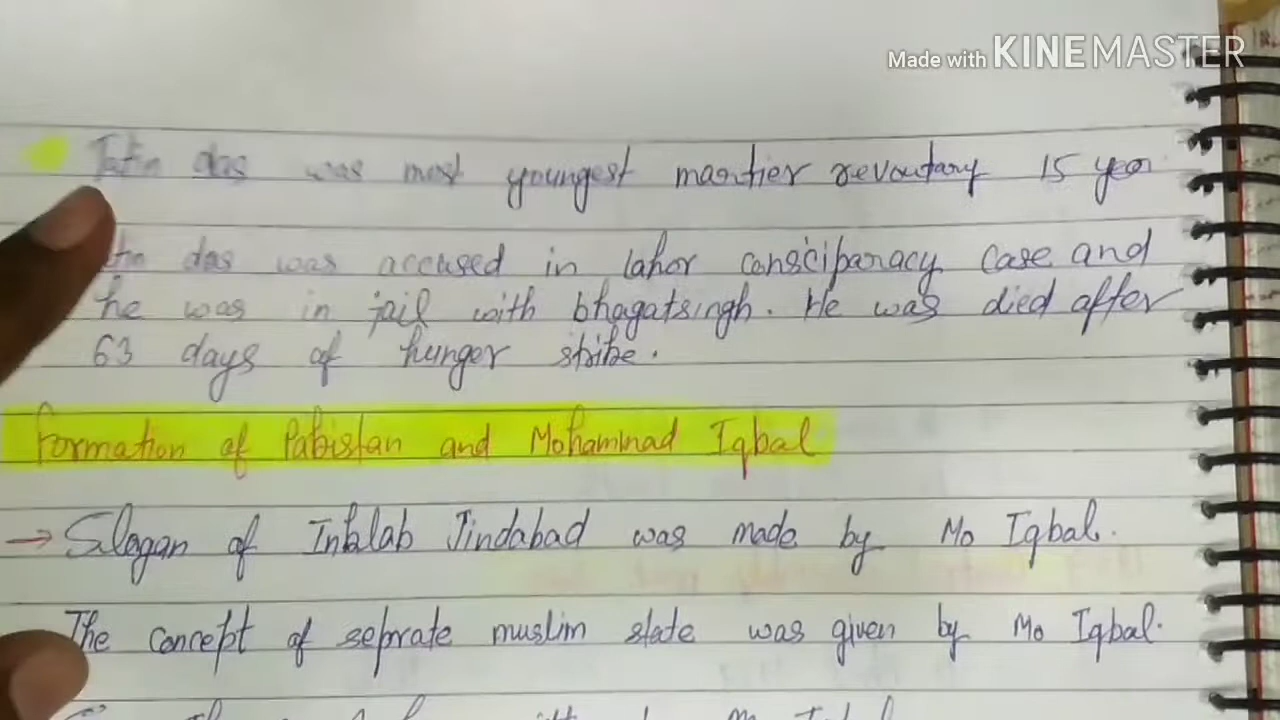 Made with KINEMASTER
Jatin das was most youngest martier revoutary 15 year
das was accused in lahor consciparacy case and
he was in jail with bhagatsingh. He was died after
63 days of hunger strike.
Formation of Pakistan and Mohammad Iqbal
→ Slogan of Inklab Jindabad was made by Mo Iqbal.
The concept of seprate muslim state was given by Mo Iqbal.